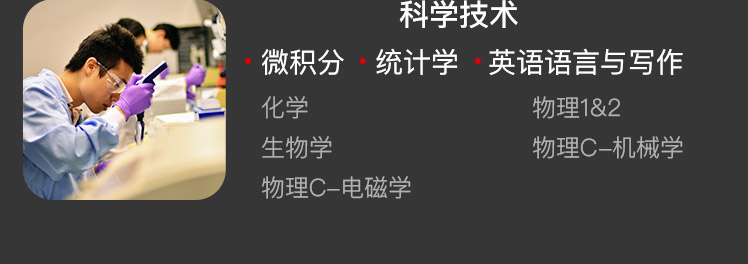 科学技术
• 微积分 • 统计学 • 英语语言与写作
化学 物理1&2
生物学 物理C-机械学
物理C-电磁学